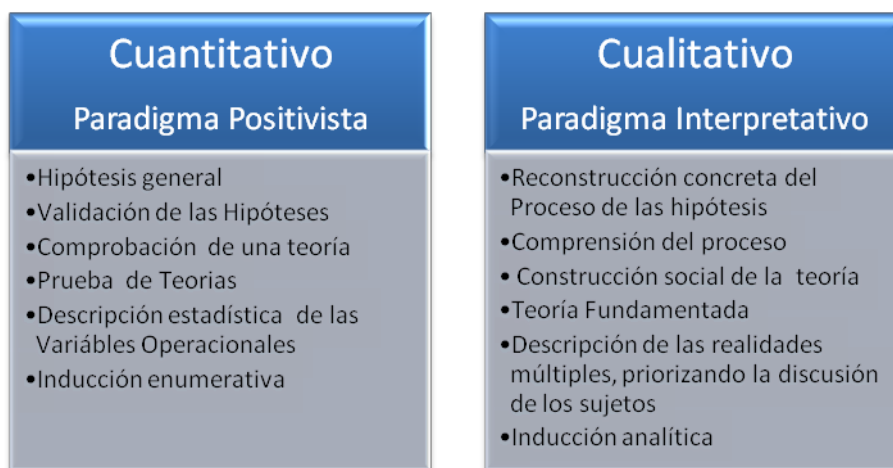 Cuantitativo
Paradigma Positivista
•Hipótesis general
•Validación de las Hipóteses
•Comprobación de una teoría
•Prueba de Teorias
•Descripción estadística de las
Variábles Operacionales
•Inducción enumerativa
Cualitativo
Paradigma Interpretativo
•Reconstrucción concreta del
Proceso de las hipótesis
•Comprensión del proceso
• Construcción social de la teoría
•Teoría Fundamentada
•Descripción de las realidades
múltiples, priorizando la discusión
de los sujetos
•Inducción analítica